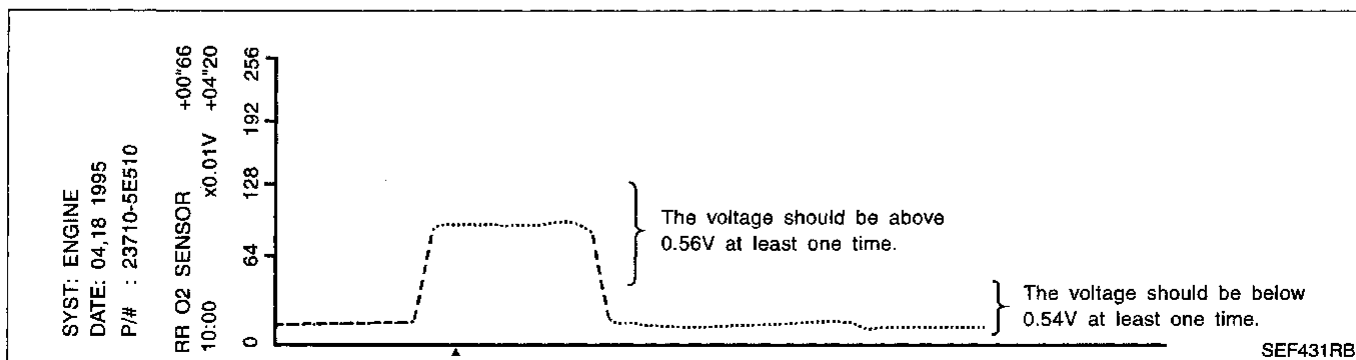 SYST: ENGINE
DATE: 04,18 1995
P/# : 23710-5E510
RR O2 SENSOR +00"66
10:00 x0.01V +04"20
256
192
128
64
0
The voltage should be above
0.56V at least one time.
The voltage should be below
0.54V at least one time.
SEF431RB